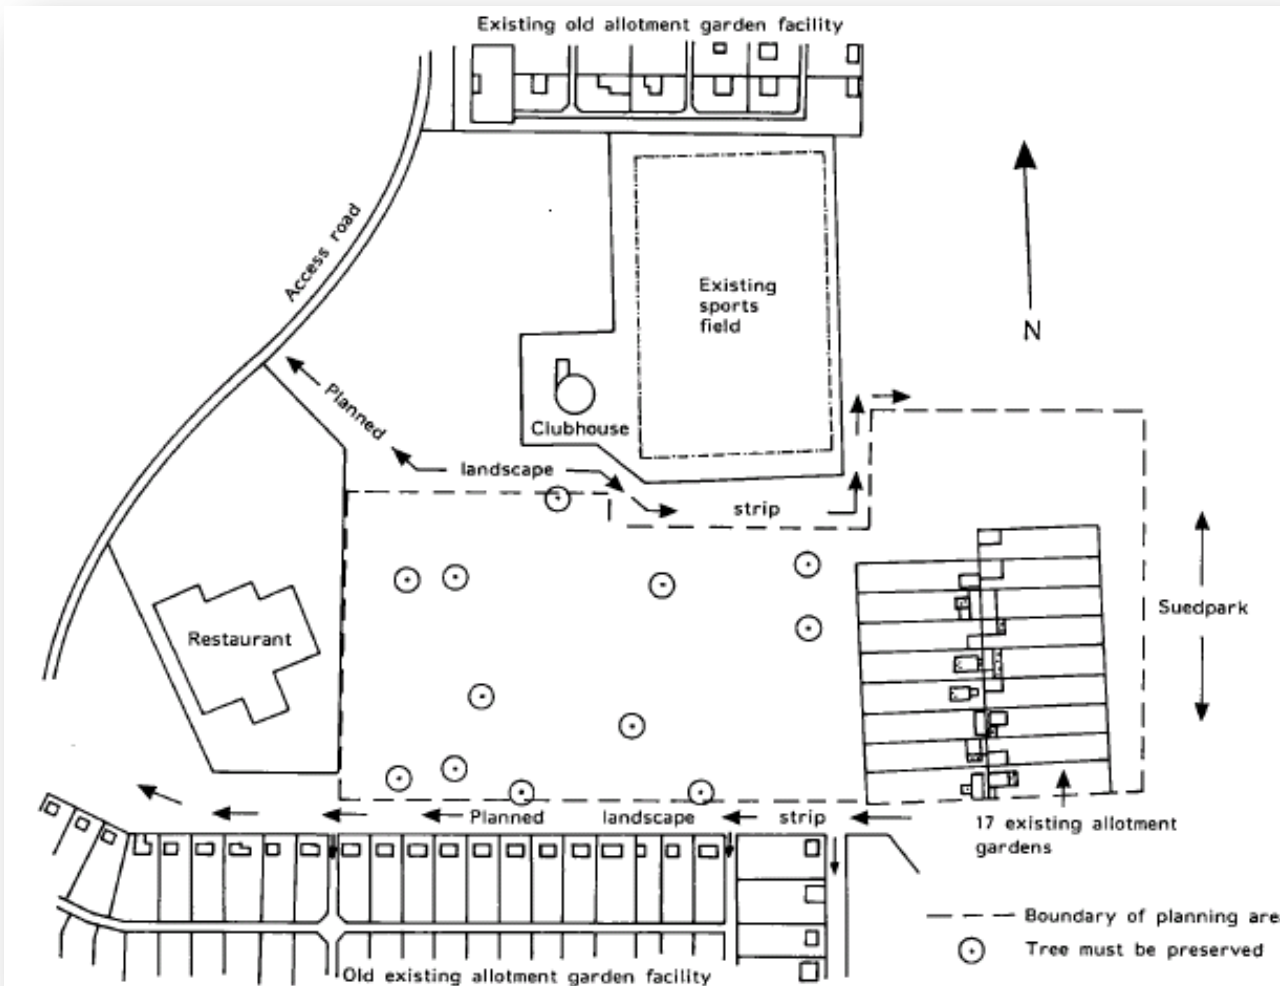 Existing old allotment garden facility
Access road
Existing
sports
field
N
Planned
Clubhouse
landscape
strip
Restaurant
Suedpark
Planned landscape strip
17 existing allotment
gardens
Boundary of planning area
Tree must be preserved
Old existing allotment garden facility